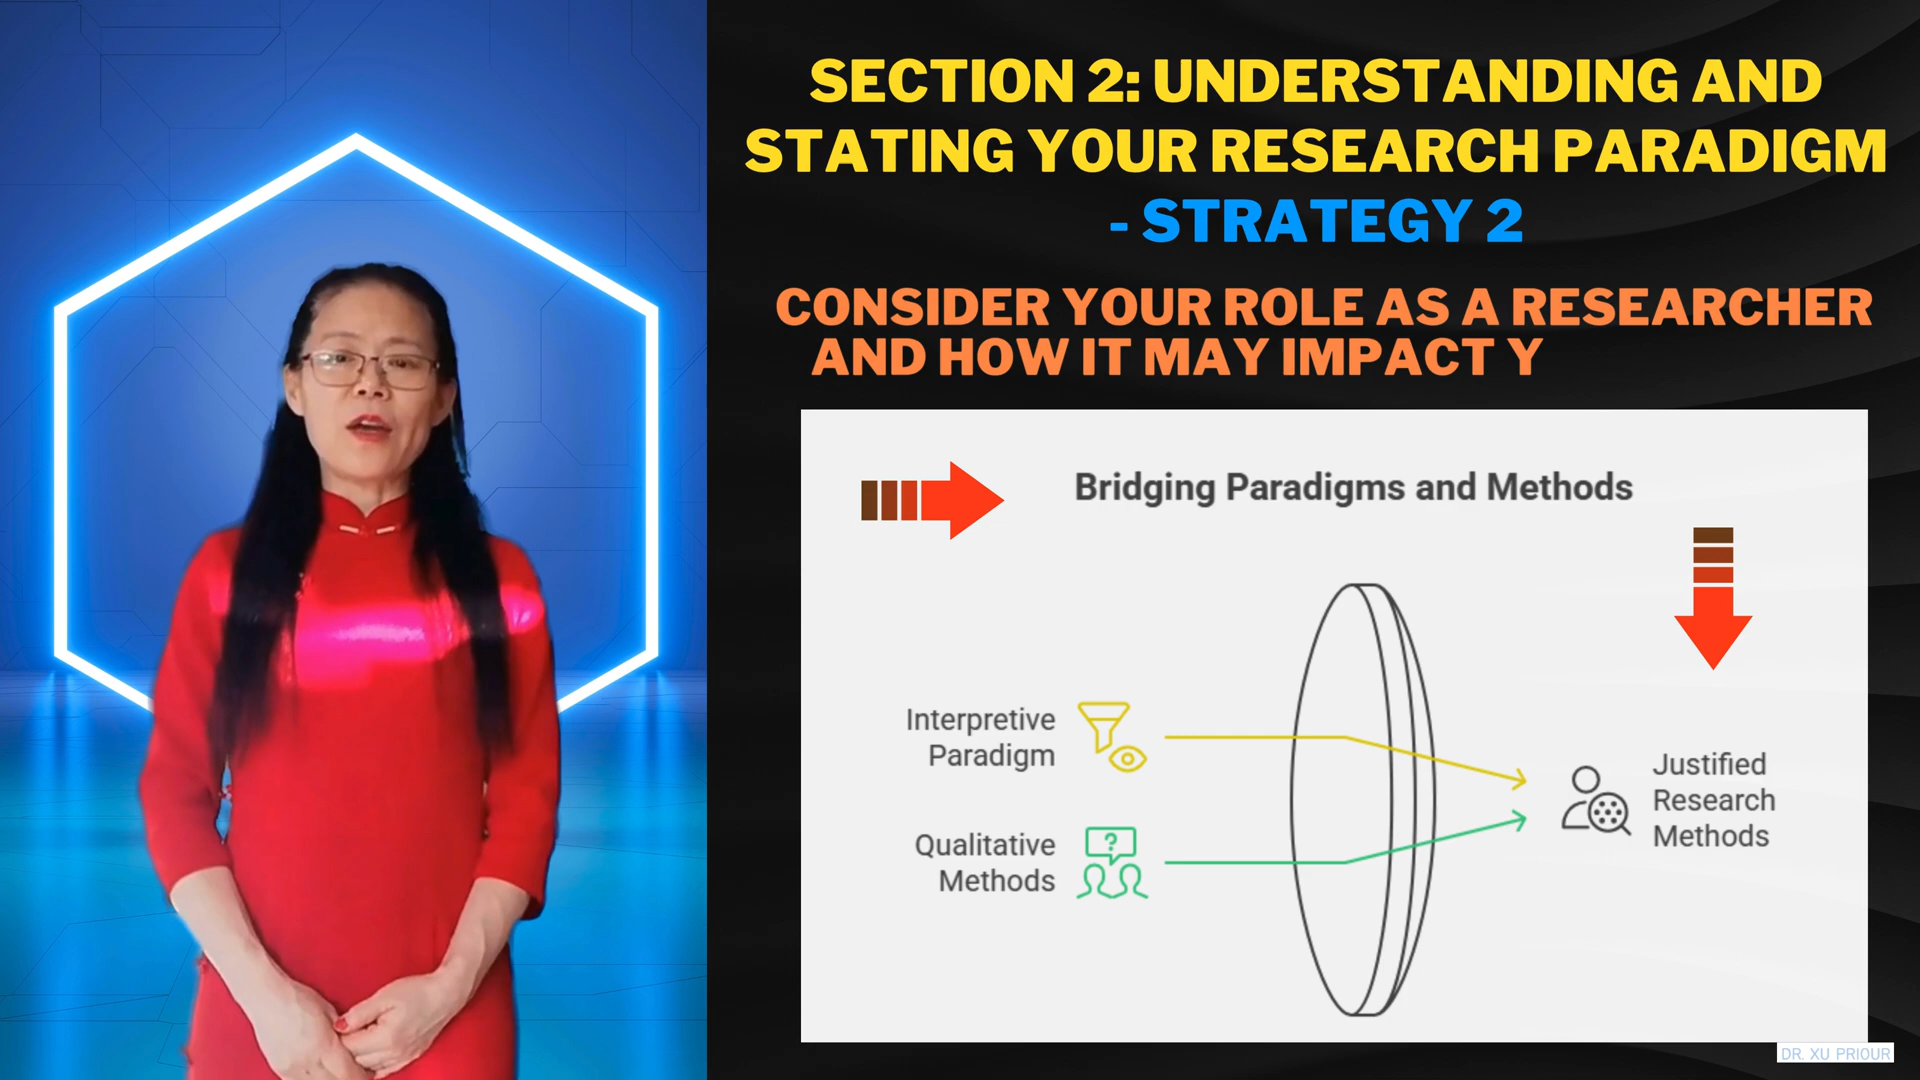 SECTION 2: UNDERSTANDING AND
STATING YOUR RESEARCH PARADIGM
- STRATEGY 2
CONSIDER YOUR ROLE AS A RESEARCHER
AND HOW IT MAY IMPACT Y
Bridging Paradigms and Methods
Interpretive
Paradigm
?
Qualitative
Methods
Justified
Research
Methods
DR. XU PRIOUR